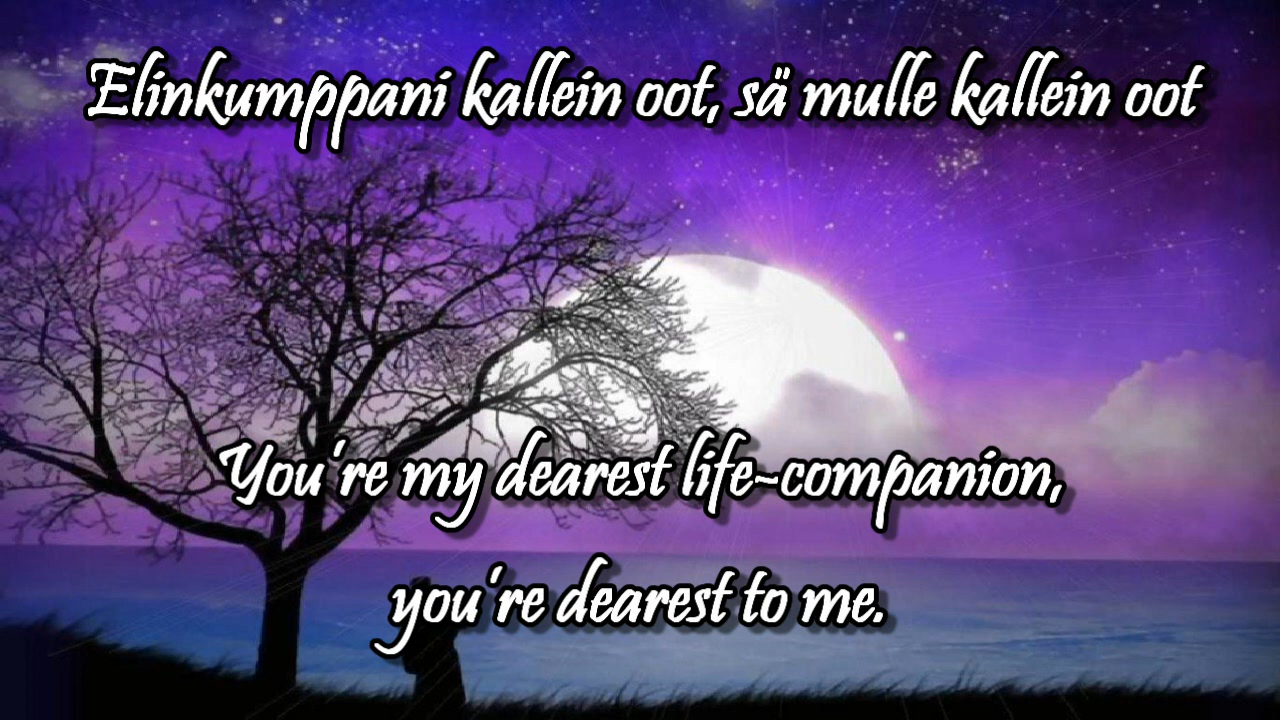 Elinkumppani kallein oot, sä mulle kallein oot
You're my dearest life-companion,
you're dearest to me.